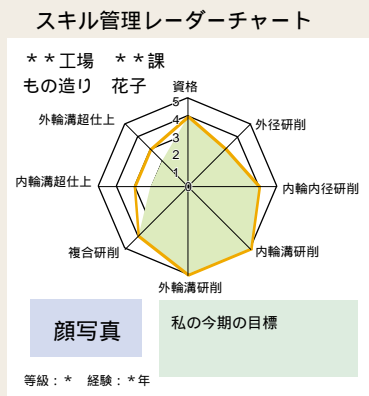 スキル管理レーダーチャート
＊＊工場　＊＊課
もの造り　花子
資格
外輪溝超仕上
外径研削
内輪溝超仕上
内輪内径研削
複合研削
内輪溝研削
外輪溝研削
5
4
3
2
1
0
顔写真
私の今期の目標
等級：＊　経験：＊年